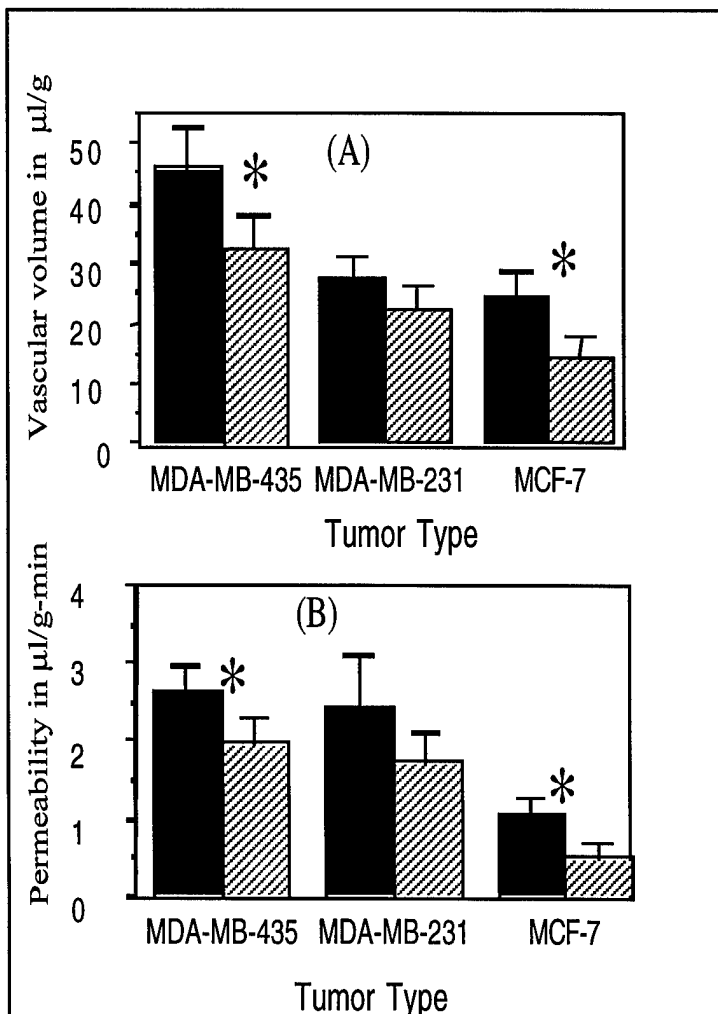 Vascular volume in µl/g
50
40
30
20
10
0
(A)
*
*
MDA-MB-435 MDA-MB-231 MCF-7
Tumor Type
Permeability in µl/g-min
4
3
2
1
0
(B)
*
*
MDA-MB-435 MDA-MB-231 MCF-7
Tumor Type